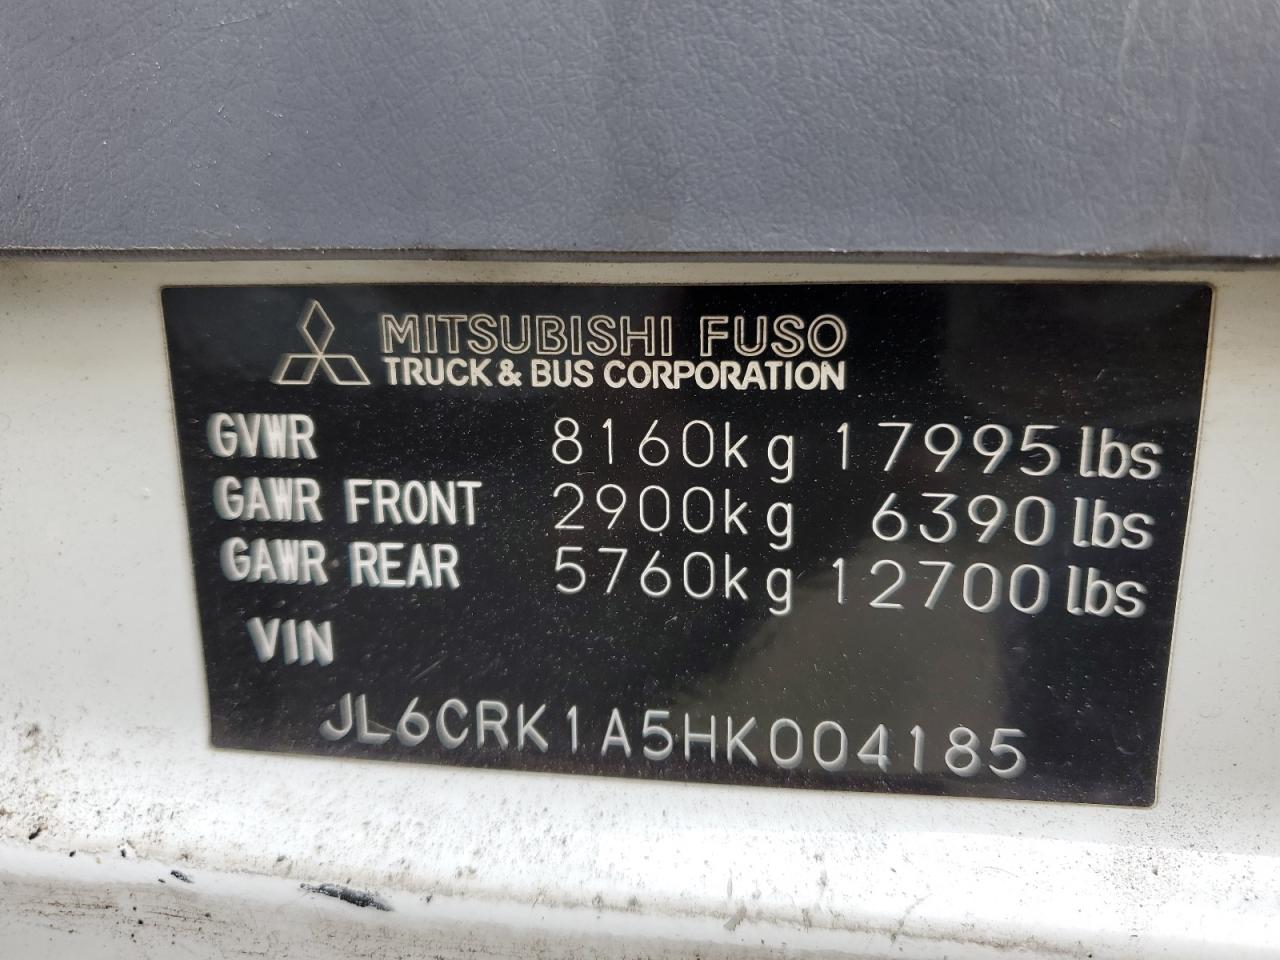 MITSUBISHI FUSO
TRUCK & BUS CORPORATION
GVWR 8160kg 17995 lbs
GAWR FRONT 2900kg 6390 lbs
GAWR REAR 5760kg 12700 lbs
VIN
JL6CRK1A5HK004185